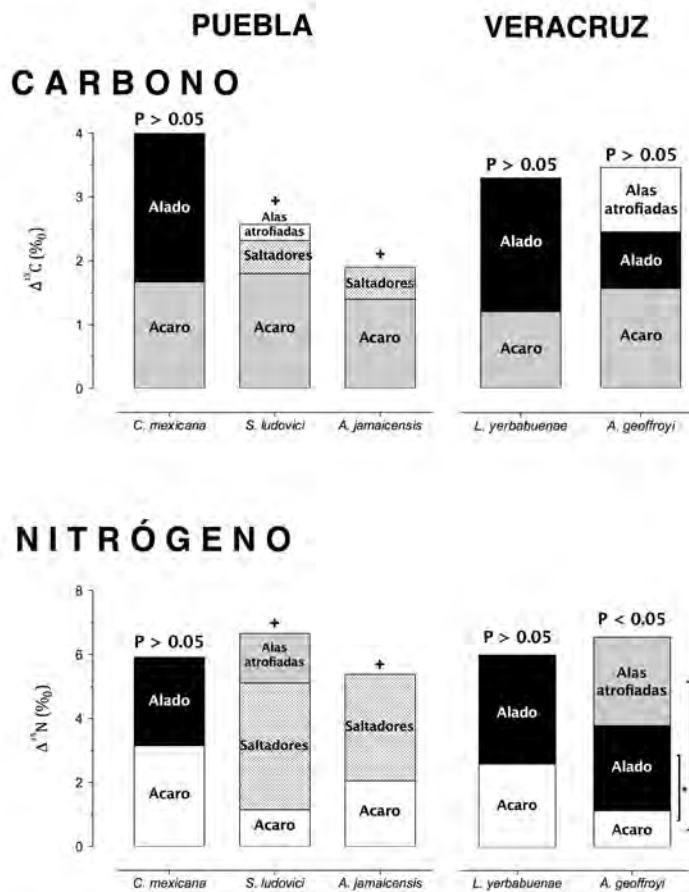 PUEBLA VERACRUZ
CARBONO
P > 0.05
4
3
2
1
0
Δ¹³C (‰)
Alado
Acaro
+
Alas
atrofiadas
Saltadores
Acaro
+
Saltadores
Acaro
P > 0.05
Alado
Acaro
P > 0.05
Alas
atrofiadas
Alado
Acaro
C. mexicana S. ludovici A. jamaicensis L. yerbabuenae A. geoffroyi
NITRÓGENO
8
6
4
2
0
Δ¹⁵N (‰)
P > 0.05
Alado
Acaro
+
Alas
atrofiadas
Saltadores
Acaro
+
Saltadores
Acaro
P > 0.05
Alado
Acaro
P < 0.05
Alas
atrofiadas
Alado
Acaro
*
C. mexicana S. ludovici A. jamaicensis L. yerbabuenae A. geoffroyi